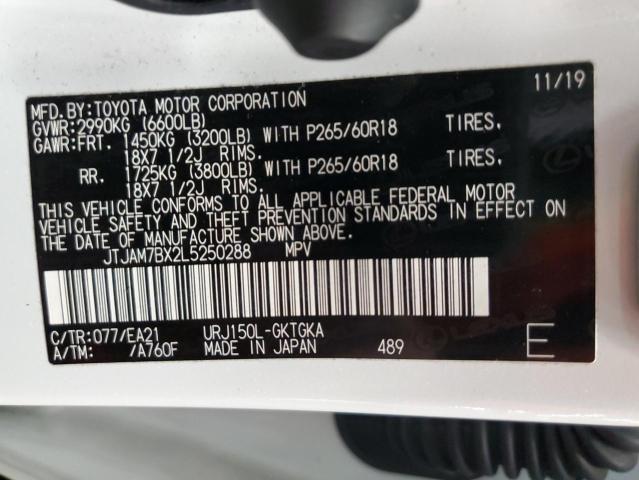 11/19
MFD.BY:TOYOTA MOTOR CORPORATION
GVWR:2990KG (6600LB)
GAWR:FRT. 1450KG (3200LB) WITH P265/60R18 TIRES.
18X7 1/2J RIMS.
RR. 1725KG (3800LB) WITH P265/60R18 TIRES.
18X7 1/2J RIMS.
THIS VEHICLE CONFORMS TO ALL APPLICABLE FEDERAL MOTOR
VEHICLE SAFETY AND THEFT PREVENTION STANDARDS IN EFFECT ON
THE DATE OF MANUFACTURE SHOWN ABOVE.
JTJAM7BX2L5250288 MPV
C/TR:077/EA21 URJ150L-GKTGKA
A/TM: /A760F MADE IN JAPAN 489 E
LEXUS